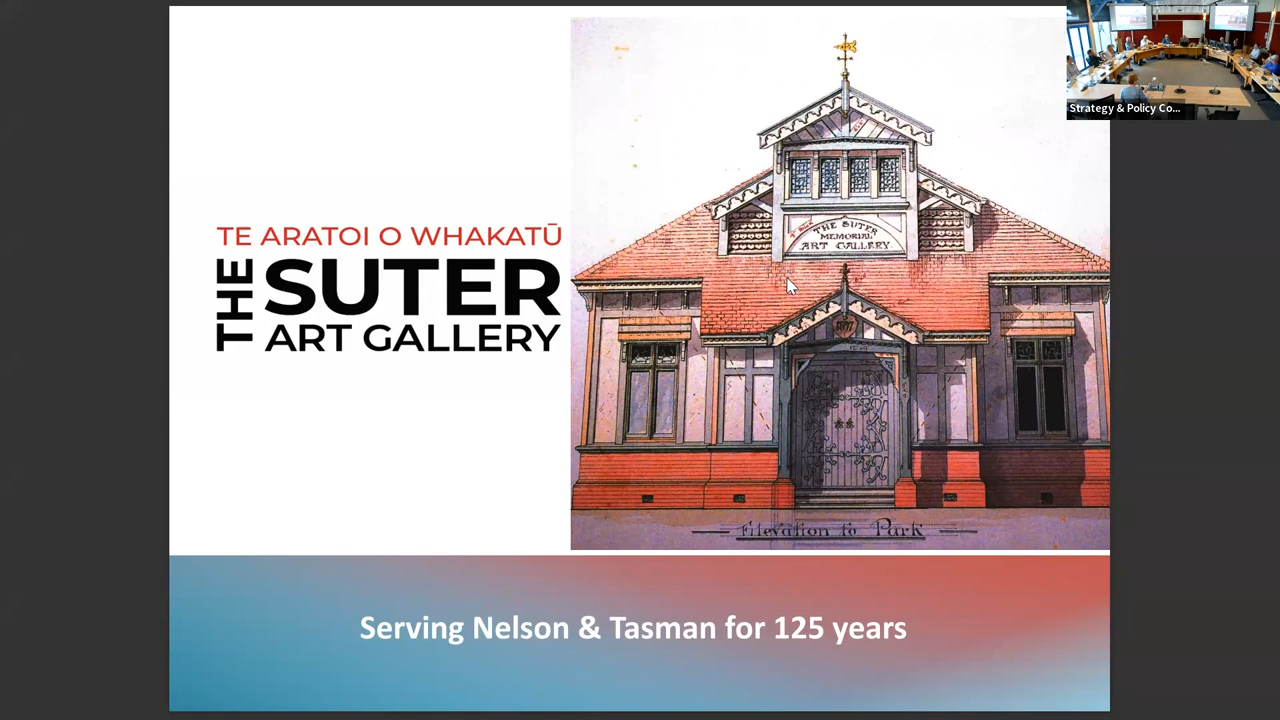 TE ARATOI O WHAKATŪ
THE SUTER
ART GALLERY
THE SUTER
MEMORIAL
ART GALLERY.
1897
Elevation to Park
Serving Nelson & Tasman for 125 years
Strategy & Policy Co...